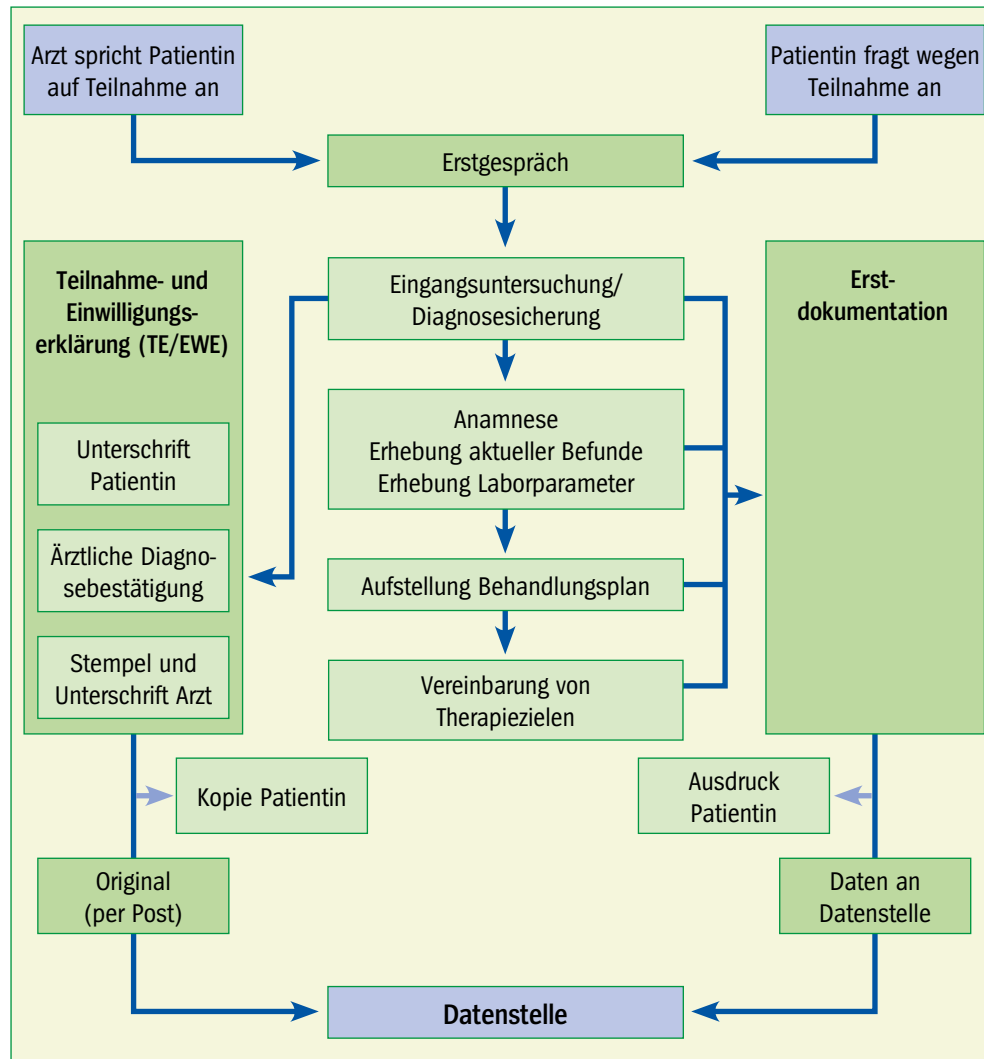 Arzt spricht Patientin
auf Teilnahme an
Patientin fragt wegen
Teilnahme an
Erstgespräch
Teilnahme- und
Einwilligungs-
erklärung (TE/EWE)
Unterschrift
Patientin
Ärztliche Diagno-
sebestätigung
Stempel und
Unterschrift Arzt
Eingangsuntersuchung/
Diagnosesicherung
Anamnese
Erhebung aktueller Befunde
Erhebung Laborparameter
Aufstellung Behandlungsplan
Vereinbarung von
Therapiezielen
Erst-
dokumentation
Kopie Patientin
Ausdruck
Patientin
Original
(per Post)
Daten an
Datenstelle
Datenstelle